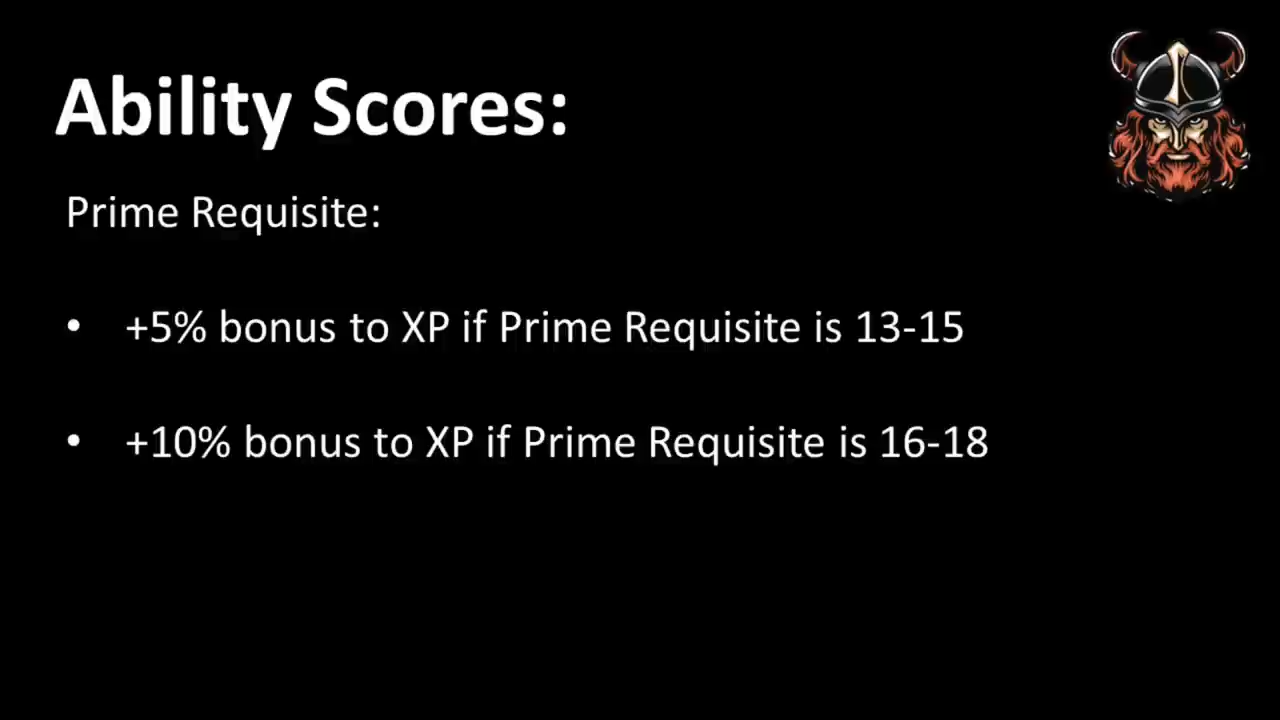 Ability Scores:
Prime Requisite:
• +5% bonus to XP if Prime Requisite is 13-15
• +10% bonus to XP if Prime Requisite is 16-18